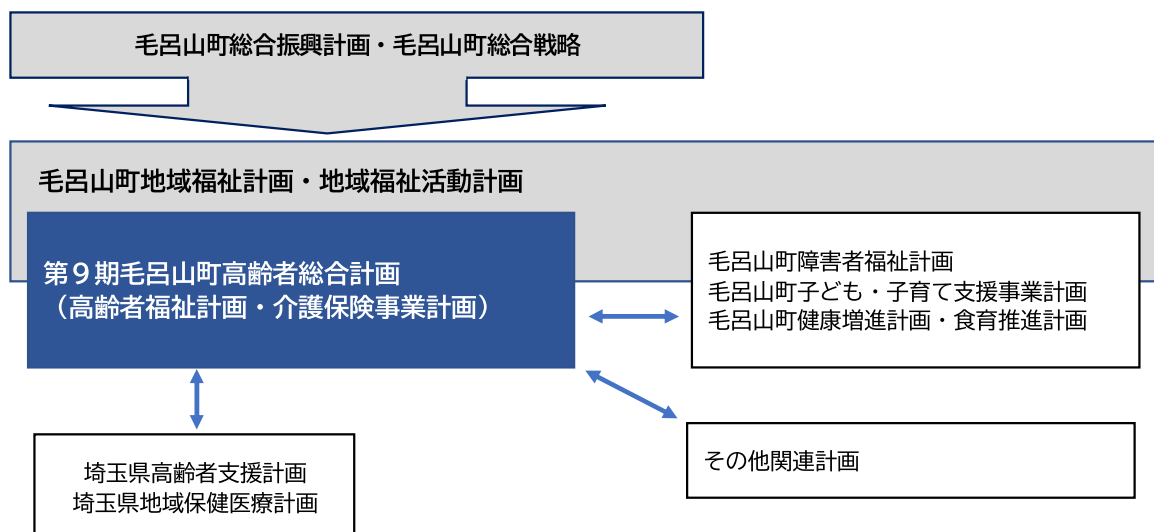 毛呂山町総合振興計画・毛呂山町総合戦略
毛呂山町地域福祉計画・地域福祉活動計画
第９期毛呂山町高齢者総合計画
（高齢者福祉計画・介護保険事業計画）
毛呂山町障害者福祉計画
毛呂山町子ども・子育て支援事業計画
毛呂山町健康増進計画・食育推進計画
埼玉県高齢者支援計画
埼玉県地域保健医療計画
その他関連計画